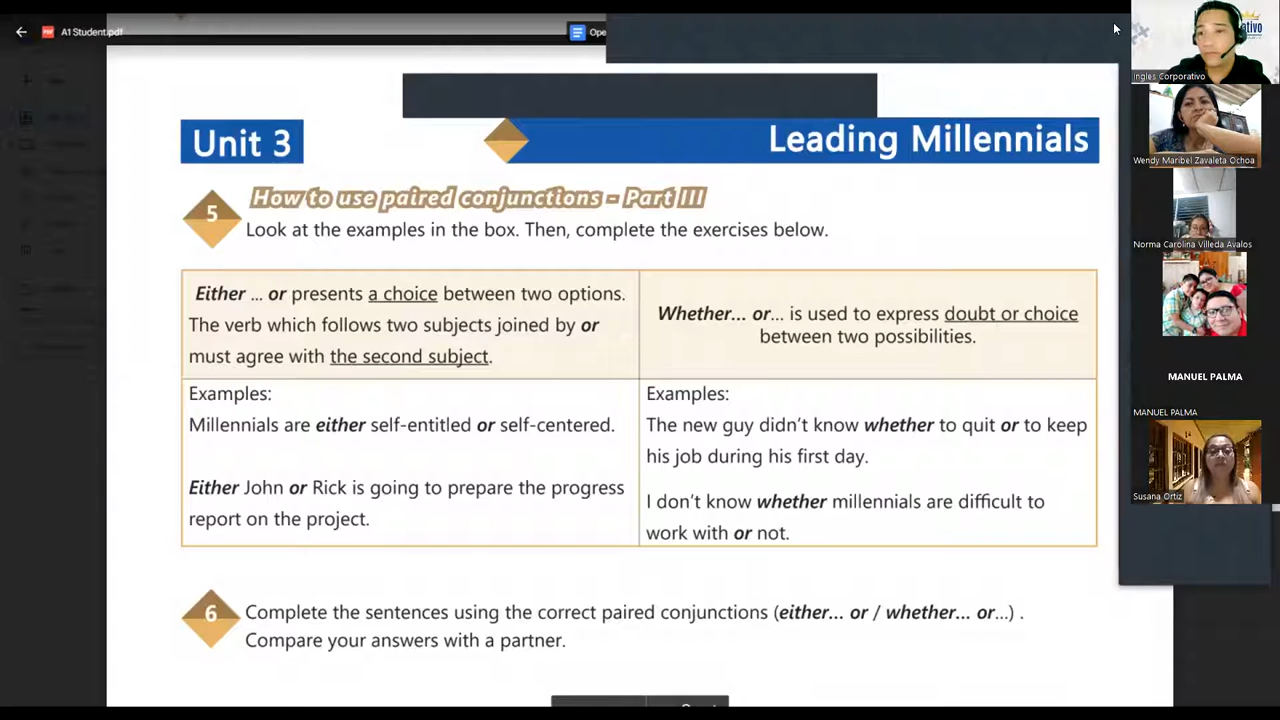 A1 Student.pdf
Ope
Unit 3
Leading Millennials
5
How to use paired conjunctions - Part III
Look at the examples in the box. Then, complete the exercises below.
Either ... or presents a choice between two options.
The verb which follows two subjects joined by or
must agree with the second subject.
Whether... or... is used to express doubt or choice
between two possibilities.
Examples:
Millennials are either self-entitled or self-centered.
Either John or Rick is going to prepare the progress
report on the project.
Examples:
The new guy didn't know whether to quit or to keep
his job during his first day.
I don't know whether millennials are difficult to
work with or not.
6
Complete the sentences using the correct paired conjunctions (either... or / whether... or...) .
Compare your answers with a partner.
Ingles Corporativo
Wendy Maribel Zavaleta Ochoa
Norma Carolina Villeda Avalos
MANUEL PALMA
MANUEL PALMA
Susana Ortiz